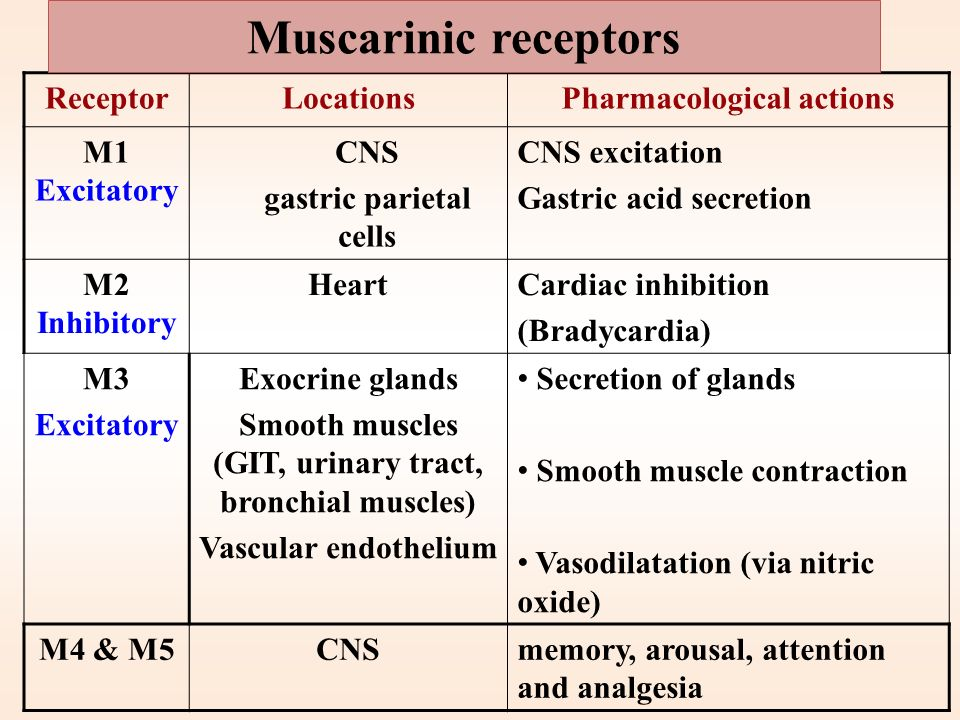 Muscarinic receptors
Receptor
Locations
Pharmacological actions
M1
Excitatory
CNS
gastric parietal
cells
CNS excitation
Gastric acid secretion
M2
Inhibitory
Heart
Cardiac inhibition
(Bradycardia)
M3
Excitatory
Exocrine glands
Smooth muscles
(GIT, urinary tract,
bronchial muscles)
Vascular endothelium
• Secretion of glands
• Smooth muscle contraction
• Vasodilatation (via nitric
oxide)
M4 & M5
CNS
memory, arousal, attention
and analgesia